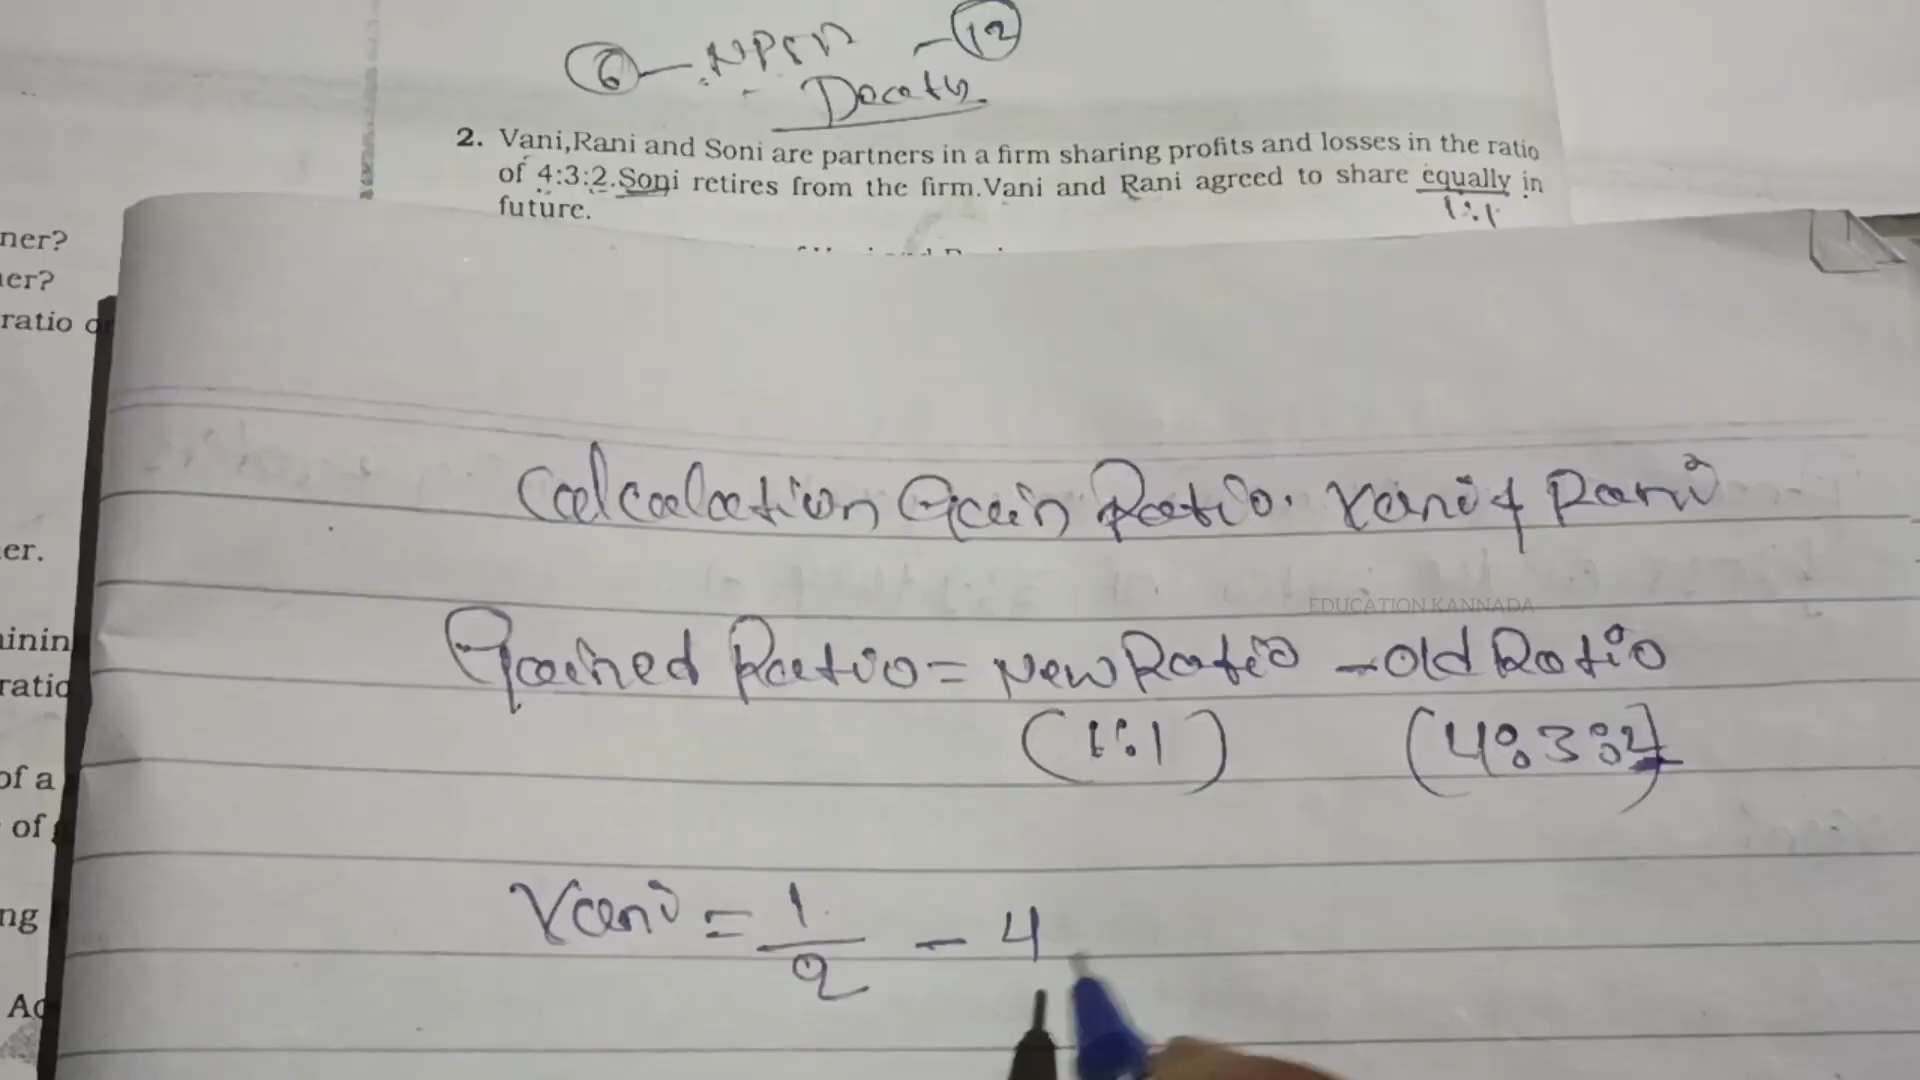 6 - NPSR - 12
Death.
2. Vani,Rani and Soni are partners in a firm sharing profits and losses in the ratio
of 4:3:2.Soni retires from the firm.Vani and Rani agreed to share equally in
1:1
future.
ner?
er?
ratio
er.
inin
ratio
of a
of
ng
Calculation Gain Ratio. Vani & Rani
EDUCATION KANNADA
Gained Ratio = New Ratio - Old Ratio
(1:1) (4:3:2)
Vani = 1/2 - 4